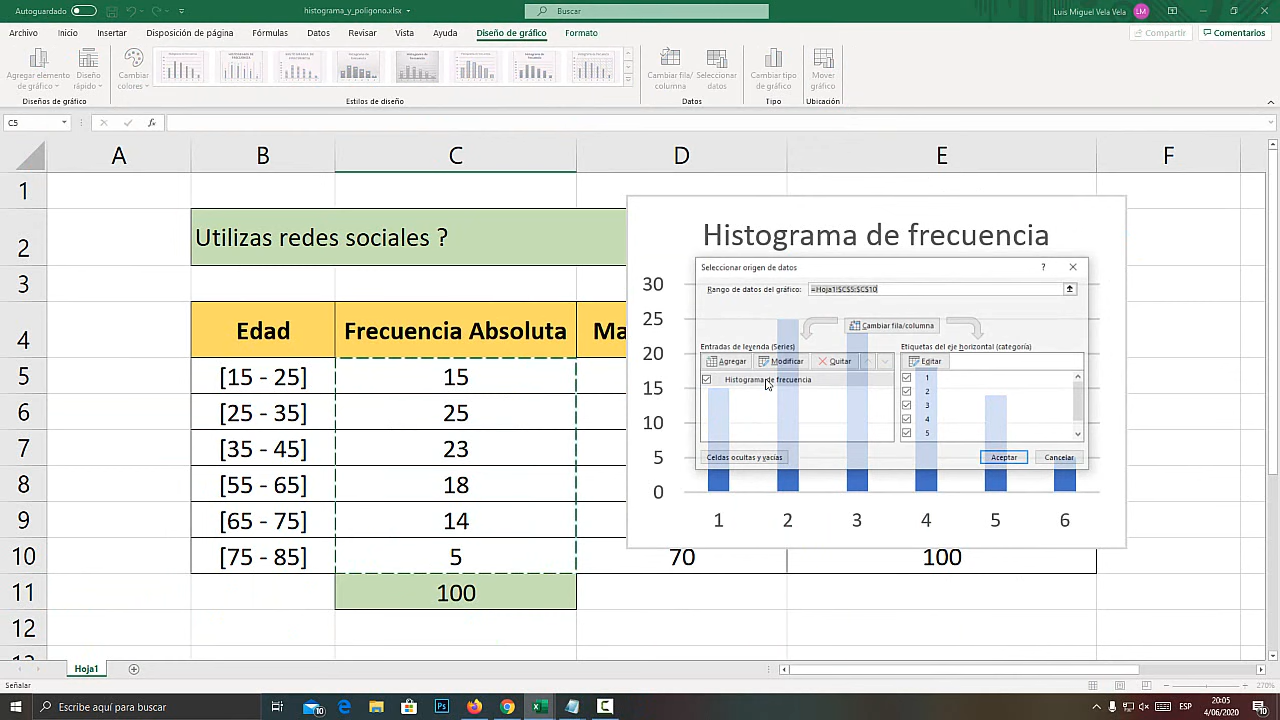 Autoguardado
histograma_y_poligono.xlsx
Buscar
Luis Miguel Vela Vela
LM
Archivo
Inicio
Insertar
Disposición de página
Fórmulas
Datos
Revisar
Vista
Ayuda
Diseño de gráfico
Formato
Compartir
Comentarios
Agregar elemento de gráfico
Diseño rápido
Cambiar colores
Cambiar fila/ columna
Seleccionar datos
Cambiar tipo de gráfico
Mover gráfico
Diseños de gráfico
Estilos de diseño
Datos
Tipo
Ubicación
C5
fx
A B C D E F
1
2 Utilizas redes sociales ?
3
4 Edad Frecuencia Absoluta Ma
5 [15 - 25] 15
6 [25 - 35] 25
7 [35 - 45] 23
8 [55 - 65] 18
9 [65 - 75] 14
10 [75 - 85] 5 70 100
11 100
12
13
Histograma de frecuencia
30
25
20
15
10
5
0
1 2 3 4 5 6
Seleccionar origen de datos
?
Rango de datos del gráfico: =Hoja1!$C$5:$C$10
Cambiar fila/columna
Entradas de leyenda (Series)
Agregar
Modificar
Quitar
Histograma de frecuencia
Etiquetas del eje horizontal (categoría)
Editar
1
2
3
4
5
Celdas ocultas y vacías
Aceptar
Cancelar
Hoja1
Señalar
270%
Escribe aquí para buscar
10
ESP
20:05
4/06/2020